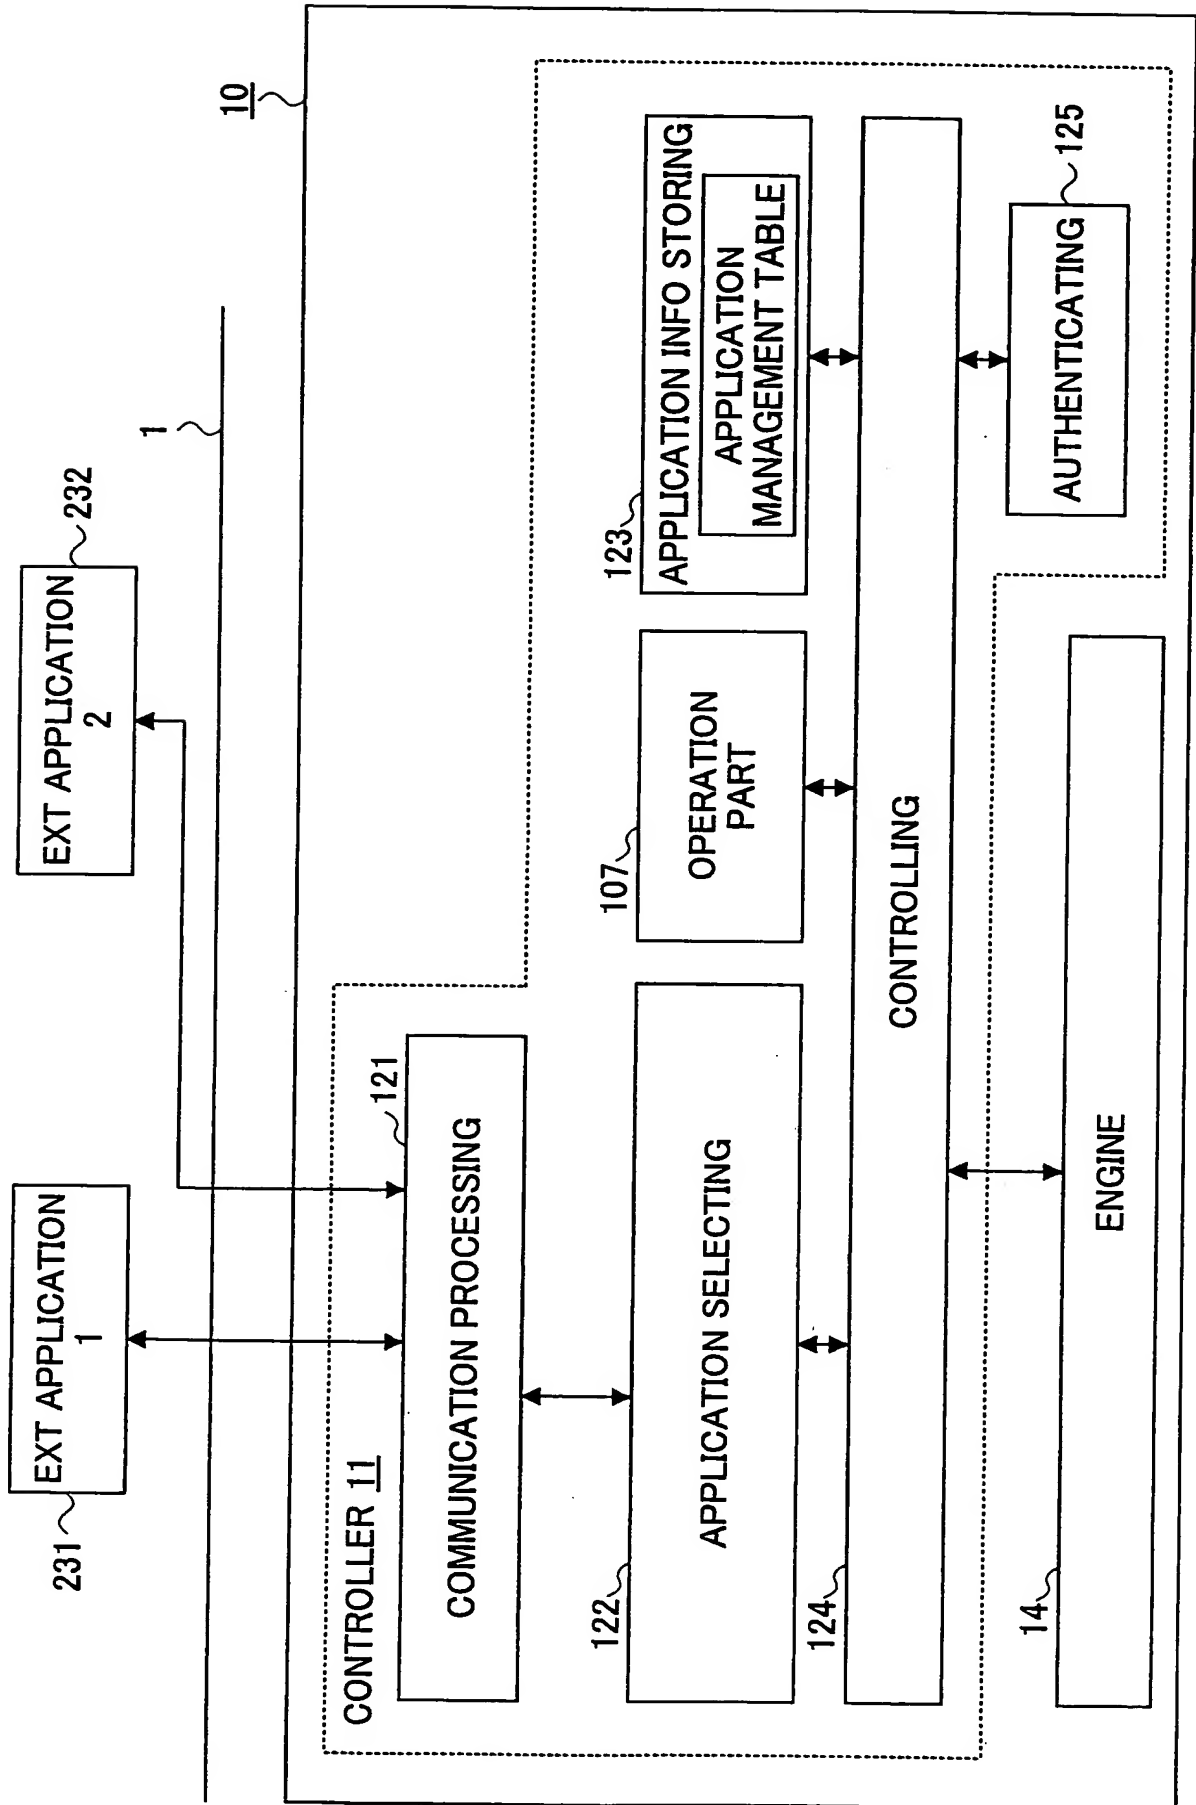 231
EXT APPLICATION
1
EXT APPLICATION
2
232
1
10
CONTROLLER 11
121
COMMUNICATION PROCESSING
122
APPLICATION SELECTING
107
OPERATION
PART
123
APPLICATION INFO STORING
APPLICATION
MANAGEMENT TABLE
124
CONTROLLING
125
AUTHENTICATING
14
ENGINE